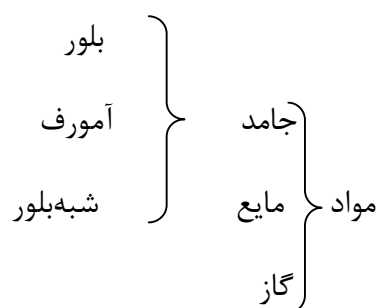 مواد
جامد
مایع
گاز
بلور
آمورف
شبه‌بلور